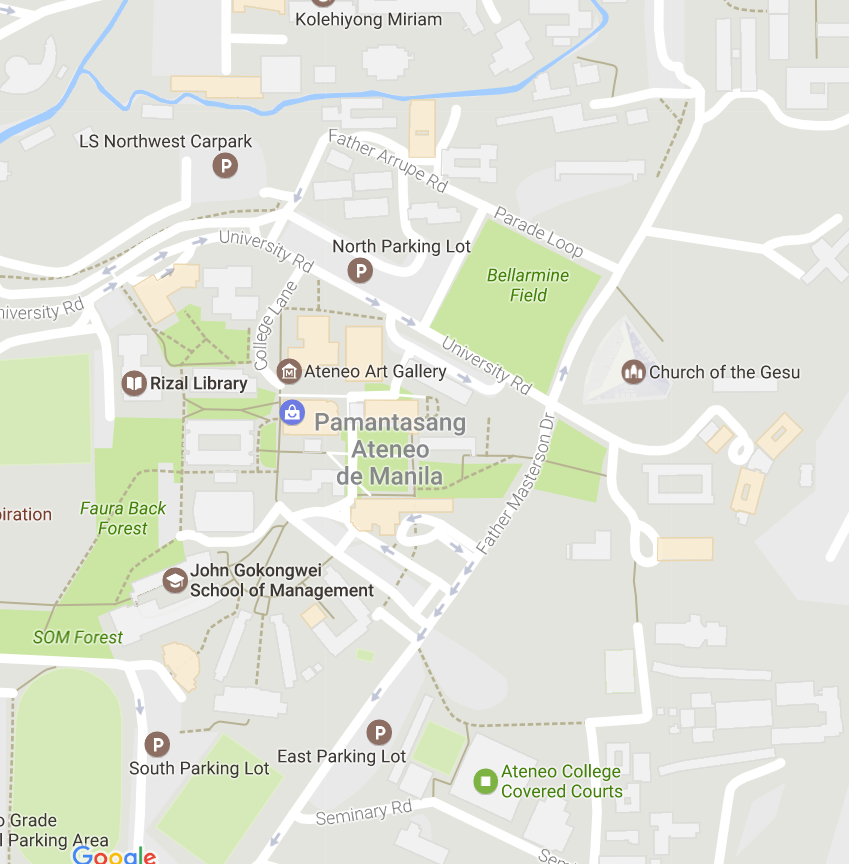 Kolehiyong Miriam
LS Northwest Carpark
P
Father Arrupe Rd
Parade Loop
University Rd
North Parking Lot
P
Bellarmine
Field
University Rd
College Lane
University Rd
Ateneo Art Gallery
Church of the Gesu
Rizal Library
Pamantasang
Ateneo
de Manila
Father Masterson Dr
Faura Back
Forest
piration
John Gokongwei
School of Management
SOM Forest
P
East Parking Lot
P
South Parking Lot
Ateneo College
Covered Courts
Seminary Rd
o Grade
l Parking Area
Google